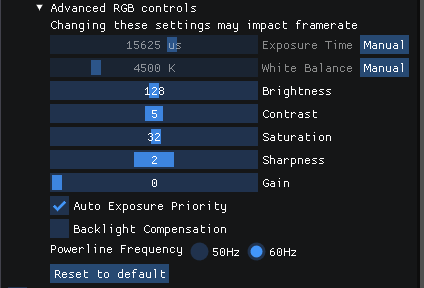 Advanced RGB controls
Changing these settings may impact framerate
15625 us Exposure Time Manual
4500 K White Balance Manual
128 Brightness
5 Contrast
32 Saturation
2 Sharpness
0 Gain
Auto Exposure Priority
Backlight Compensation
Powerline Frequency 50Hz 60Hz
Reset to default